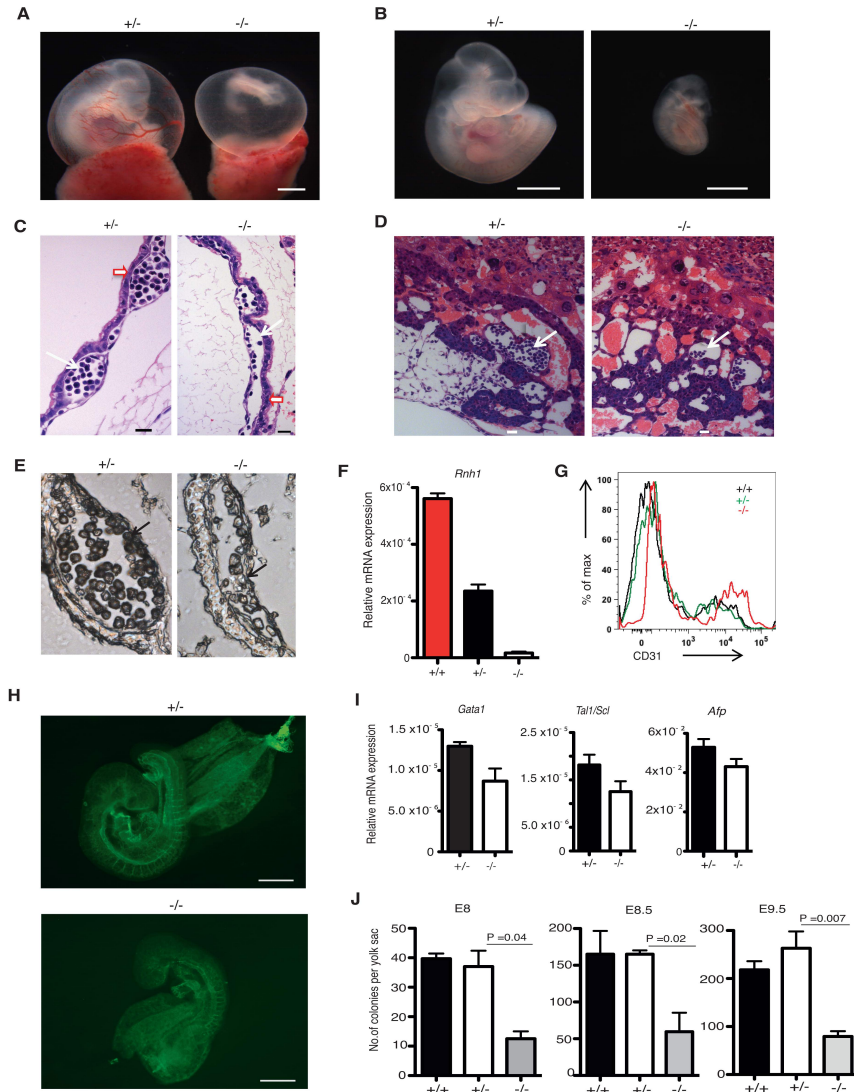 A
+/-
-/-
B
+/-
-/-
C
+/-
-/-
D
+/-
-/-
E
+/-
-/-
F
Rnh1
Relative mRNA expression
6x10-4
4x10-4
2x10-4
0
+/+
+/-
-/-
G
+/+
+/-
-/-
% of max
100
80
60
40
20
0
0
10³
10⁴
10⁵
CD31
H
+/-
-/-
I
Relative mRNA expression
Gata1
1.5 x10-5
1.0 x10-5
5.0 x10-6
0
+/-
-/-
Tal1/Scl
2.5 x10-5
1.5x10-5
5.0 x10-6
0
+/-
-/-
Afp
6x10-2
4x10-2
2x10-2
0
+/-
-/-
J
No.of colonies per yolk sac
E8
P =0.04
50
40
30
20
10
0
+/+
+/-
-/-
E8.5
P =0.02
200
150
100
50
0
+/+
+/-
-/-
E9.5
P =0.007
300
200
100
0
+/+
+/-
-/-